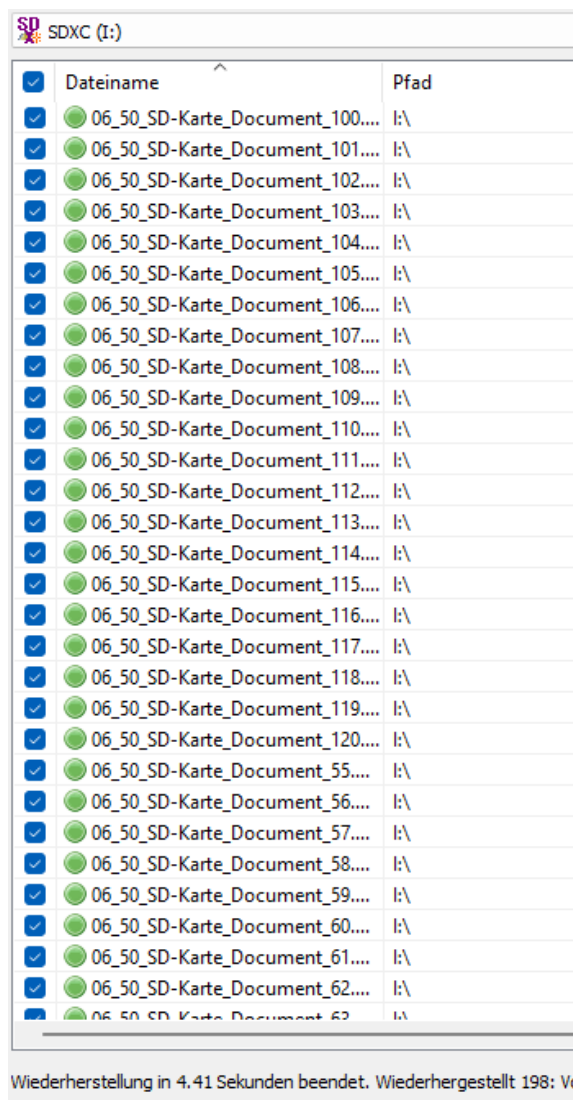 SDXC (I:)
Dateiname Pfad
06_50_SD-Karte_Document_100.... I:\
06_50_SD-Karte_Document_101.... I:\
06_50_SD-Karte_Document_102.... I:\
06_50_SD-Karte_Document_103.... I:\
06_50_SD-Karte_Document_104.... I:\
06_50_SD-Karte_Document_105.... I:\
06_50_SD-Karte_Document_106.... I:\
06_50_SD-Karte_Document_107.... I:\
06_50_SD-Karte_Document_108.... I:\
06_50_SD-Karte_Document_109.... I:\
06_50_SD-Karte_Document_110.... I:\
06_50_SD-Karte_Document_111.... I:\
06_50_SD-Karte_Document_112.... I:\
06_50_SD-Karte_Document_113.... I:\
06_50_SD-Karte_Document_114.... I:\
06_50_SD-Karte_Document_115.... I:\
06_50_SD-Karte_Document_116.... I:\
06_50_SD-Karte_Document_117.... I:\
06_50_SD-Karte_Document_118.... I:\
06_50_SD-Karte_Document_119.... I:\
06_50_SD-Karte_Document_120.... I:\
06_50_SD-Karte_Document_55.... I:\
06_50_SD-Karte_Document_56.... I:\
06_50_SD-Karte_Document_57.... I:\
06_50_SD-Karte_Document_58.... I:\
06_50_SD-Karte_Document_59.... I:\
06_50_SD-Karte_Document_60.... I:\
06_50_SD-Karte_Document_61.... I:\
06_50_SD-Karte_Document_62.... I:\
06_50_SD-Karte_Document_63.... I:\
Wiederherstellung in 4.41 Sekunden beendet. Wiederhergestellt 198: